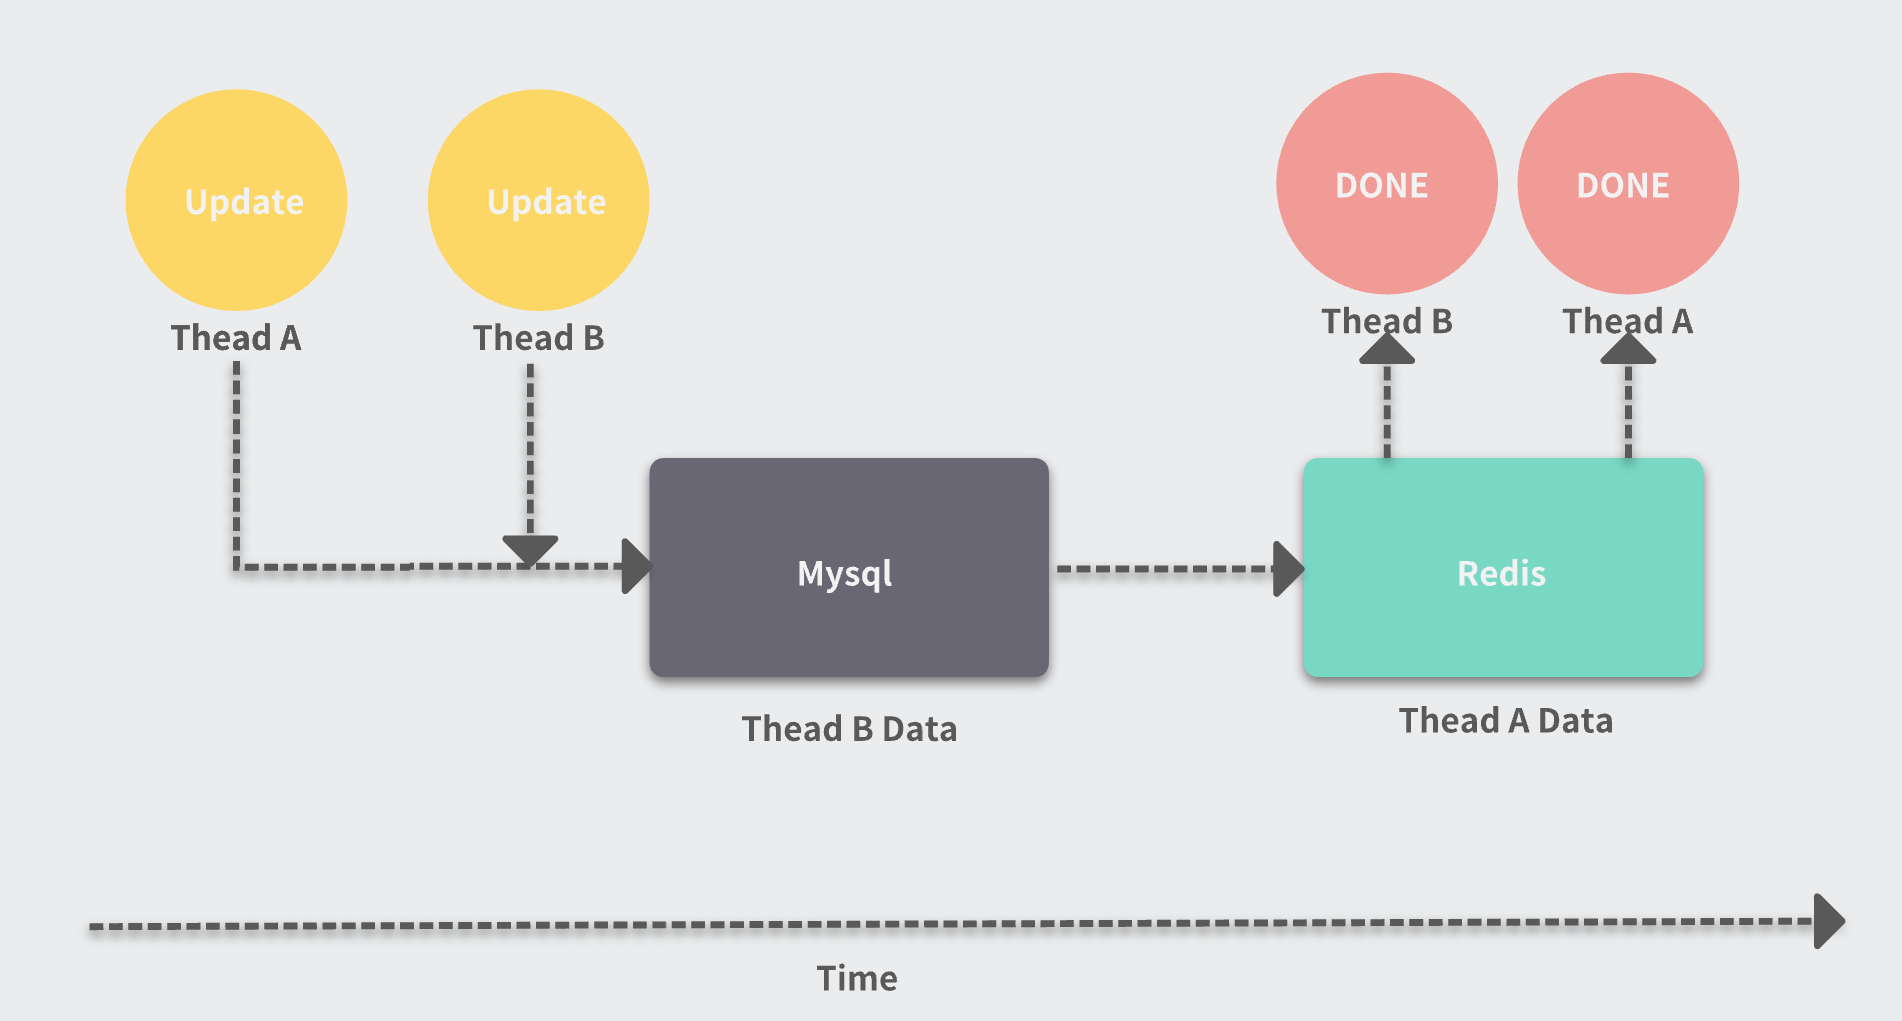 Update
Update
DONE
DONE
Thead A
Thead B
Thead B
Thead A
Mysql
Redis
Thead B Data
Thead A Data
Time